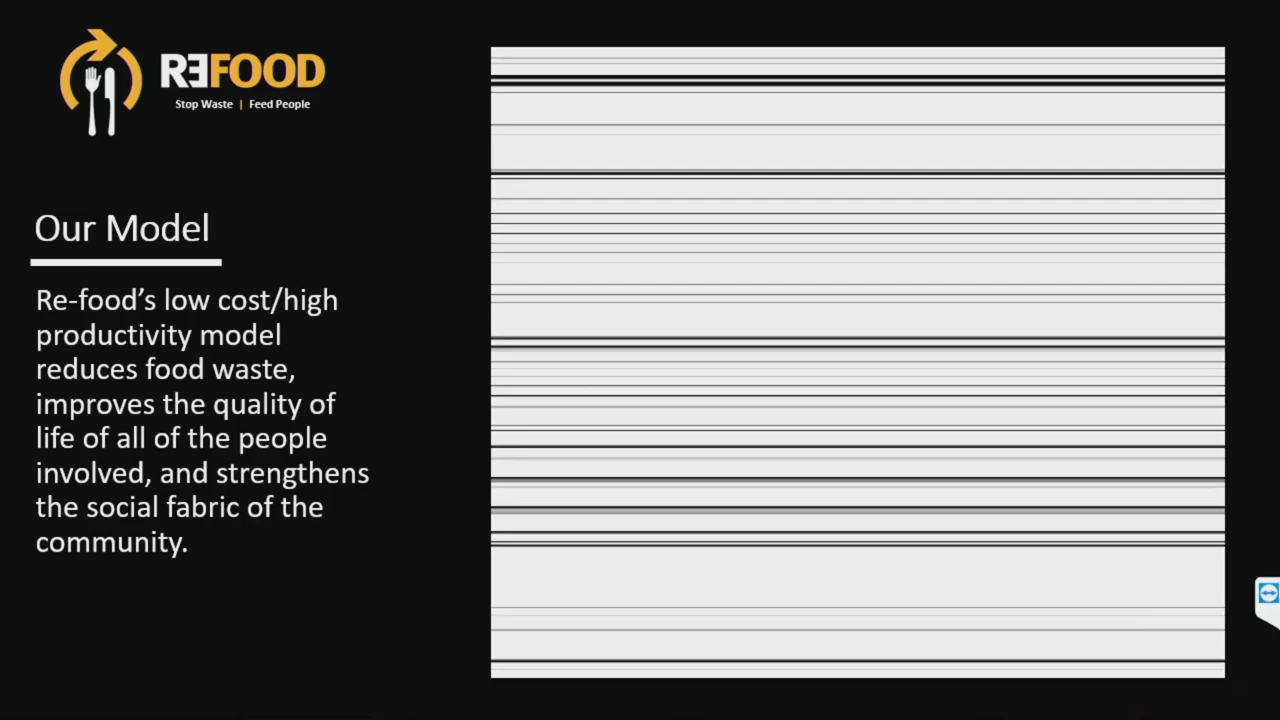 REFOOD
Stop Waste | Feed People
Our Model
Re-food’s low cost/high
productivity model
reduces food waste,
improves the quality of
life of all of the people
involved, and strengthens
the social fabric of the
community.